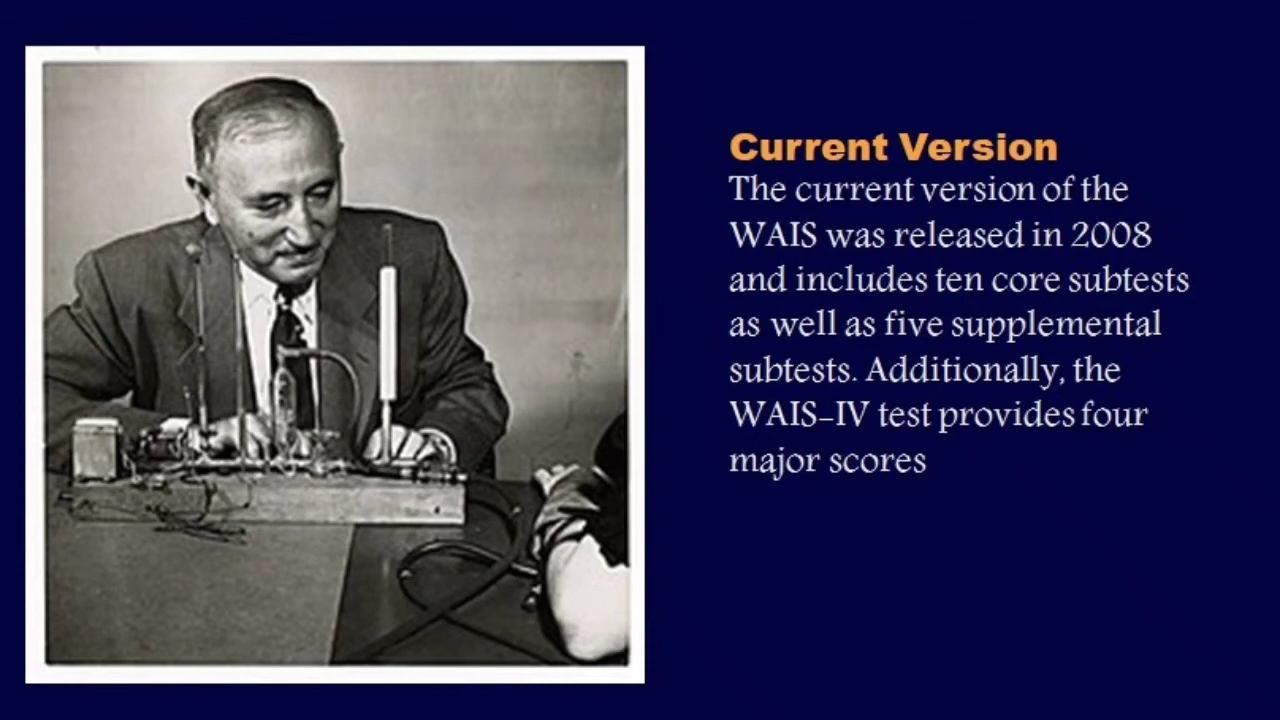 Current Version
The current version of the
WAIS was released in 2008
and includes ten core subtests
as well as five supplemental
subtests. Additionally, the
WAIS-IV test provides four
major scores